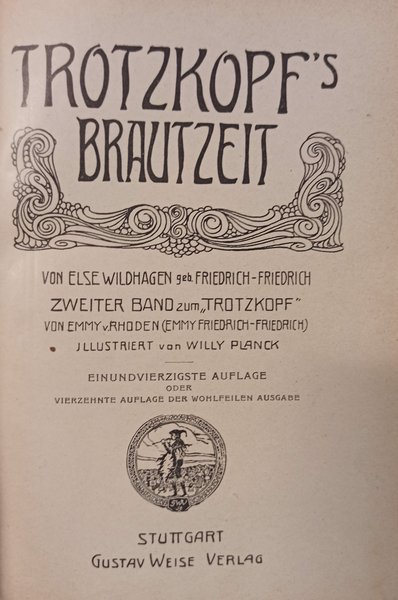 TROTZKOPF'S
BRAUTZEIT
VON ELSE WILDHAGEN geb. FRIEDRICH-FRIEDRICH
ZWEITER BAND zum „TROTZKOPF"
VON EMMY v. RHODEN (EMMY FRIEDRICH-FRIEDRICH)
JLLUSTRIERT von WILLY PLANCK
EINUNDVIERZIGSTE AUFLAGE
ODER
VIERZEHNTE AUFLAGE DER WOHLFEILEN AUSGABE
STUTTGART
GUSTAV WEISE VERLAG